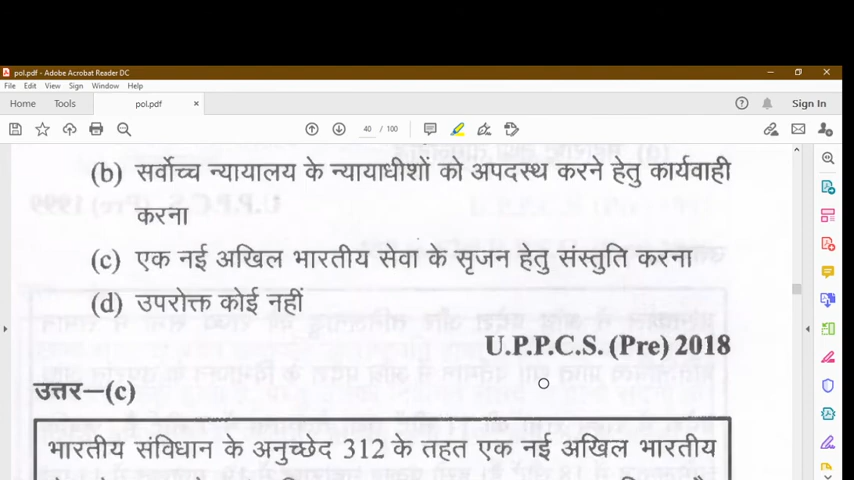 pol.pdf - Adobe Acrobat Reader DC
File Edit View Sign Window Help
Home Tools pol.pdf × Sign In
40 / 100
(b) सर्वोच्च न्यायालय के न्यायाधीशों को अपदस्थ करने हेतु कार्यवाही
करना
(c) एक नई अखिल भारतीय सेवा के सृजन हेतु संस्तुति करना
(d) उपरोक्त कोई नहीं
U.P.P.C.S. (Pre) 2018
उत्तर—(c)
भारतीय संविधान के अनुच्छेद 312 के तहत एक नई अखिल भारतीय